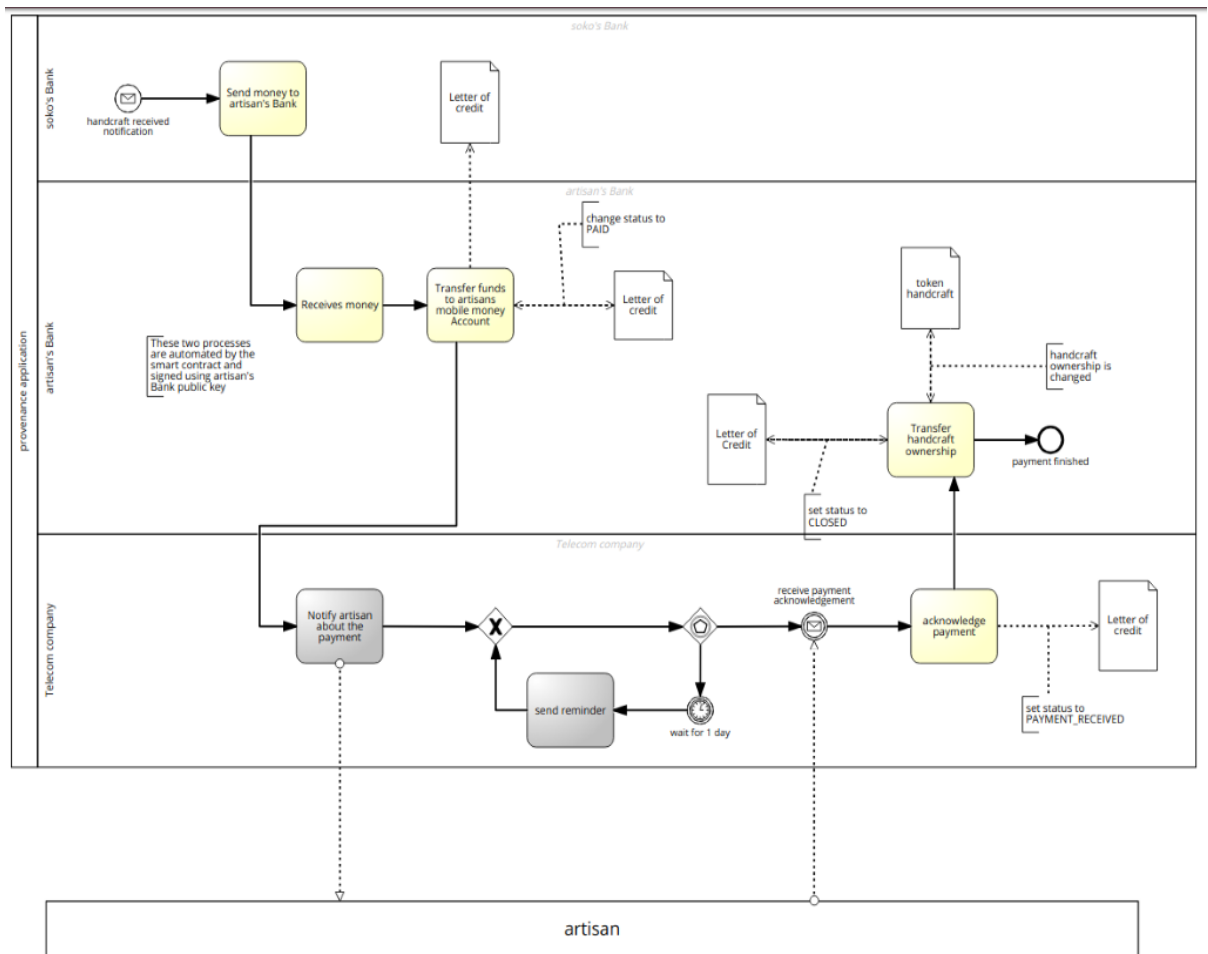 provenance application
soko's Bank
soko's Bank
handcraft received
notification
Send money to
artisan's Bank
Letter of
credit
artisan's Bank
artisan's Bank
change status to
PAID
Receives money
Transfer funds
to artisans
mobile money
Account
Letter of
credit
These two processes
are automated by the
smart contract and
signed using artisan's
Bank public key
token
handcraft
handcraft
ownership is
changed
Letter of
Credit
Transfer
handcraft
ownership
payment finished
set status to
CLOSED
Telecom company
Telecom company
Notify artisan
about the
payment
receive payment
acknowledgement
acknowledge
payment
Letter of
credit
send reminder
wait for 1 day
set status to
PAYMENT_RECEIVED
artisan